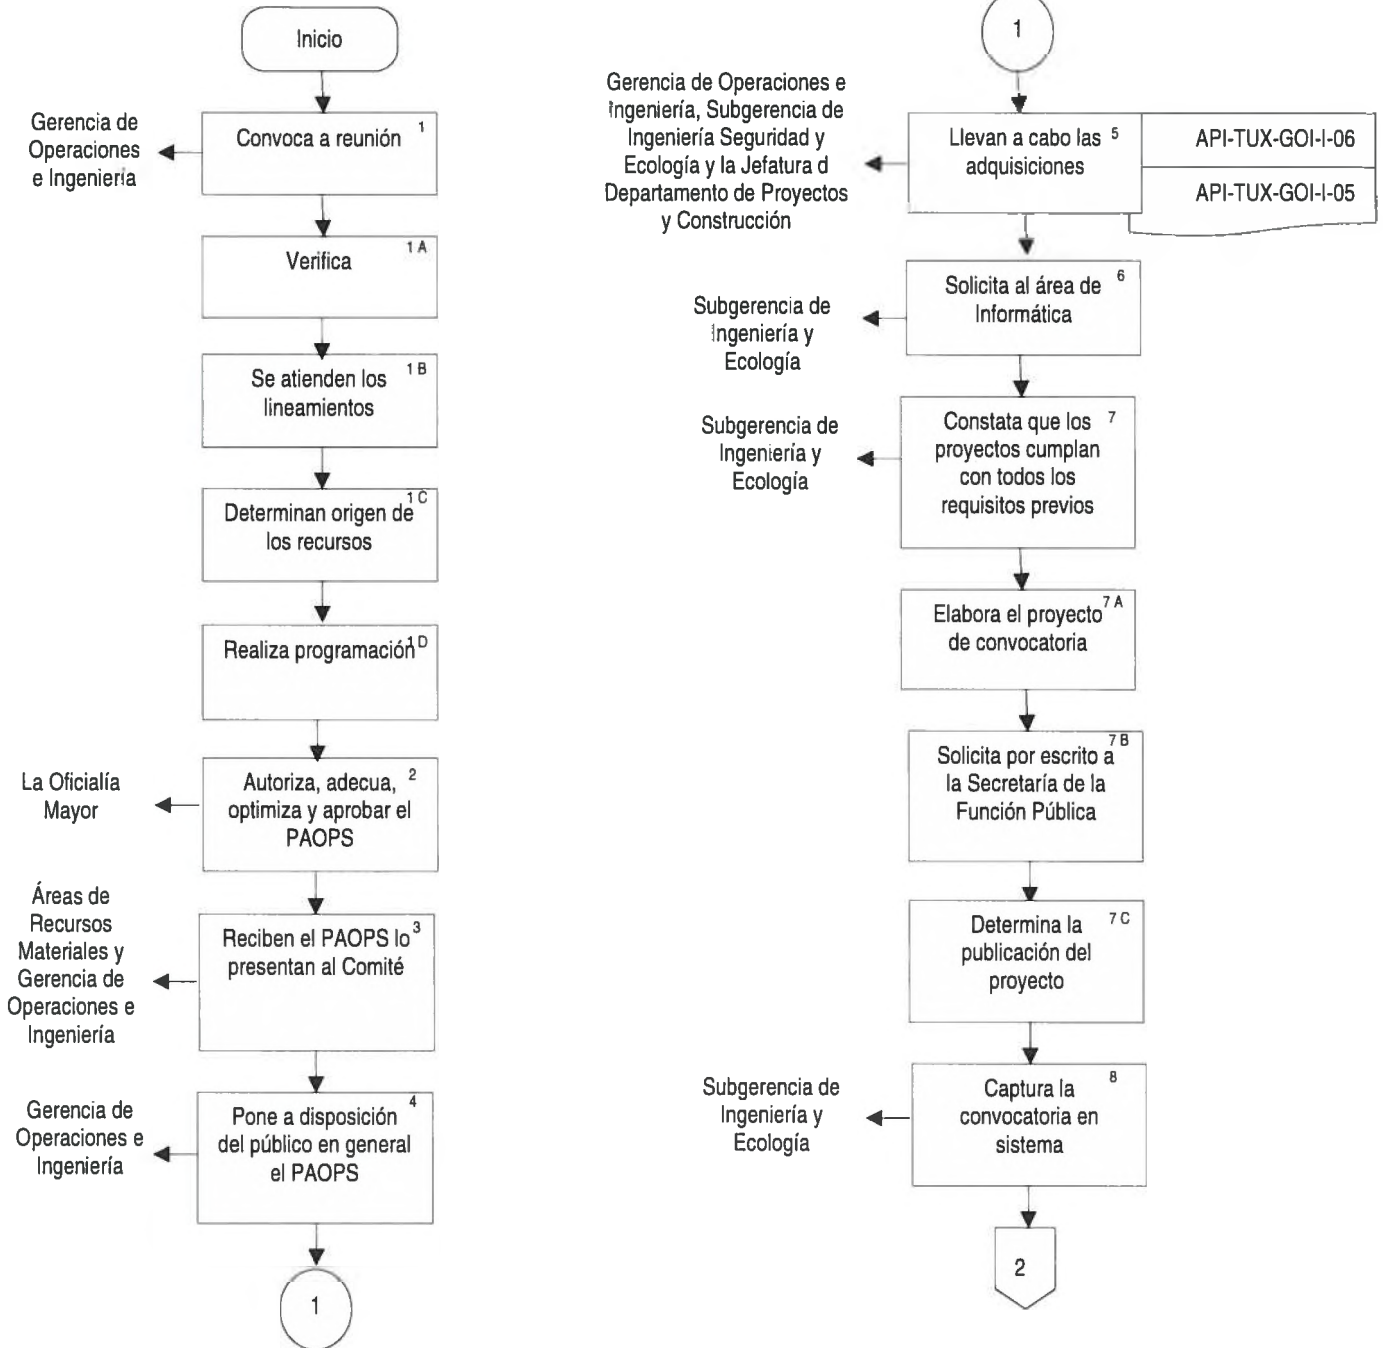 Inicio
Gerencia de
Operaciones
e Ingeniería
Convoca a reunión
1
Verifica
1 A
Se atienden los
lineamientos
1 B
Determinan origen de
los recursos
1 C
Realiza programación
1 D
La Oficialía
Mayor
Autoriza, adecua,
optimiza y aprobar el
PAOPS
2
Áreas de
Recursos
Materiales y
Gerencia de
Operaciones e
Ingeniería
Reciben el PAOPS lo
presentan al Comité
3
Gerencia de
Operaciones e
Ingeniería
Pone a disposición
del público en general
el PAOPS
4
1
1
Gerencia de Operaciones e
Ingeniería, Subgerencia de
Ingeniería Seguridad y
Ecología y la Jefatura d
Departamento de Proyectos
y Construcción
Llevan a cabo las
adquisiciones
5
API-TUX-GOI-I-06
API-TUX-GOI-I-05
Subgerencia de
Ingeniería y
Ecología
Solicita al área de
Informática
6
Subgerencia de
Ingeniería y
Ecología
Constata que los
proyectos cumplan
con todos los
requisitos previos
7
Elabora el proyecto
de convocatoria
7 A
Solicita por escrito a
la Secretaría de la
Función Pública
7 B
Determina la
publicación del
proyecto
7 C
Subgerencia de
Ingeniería y
Ecología
Captura la
convocatoria en
sistema
8
2